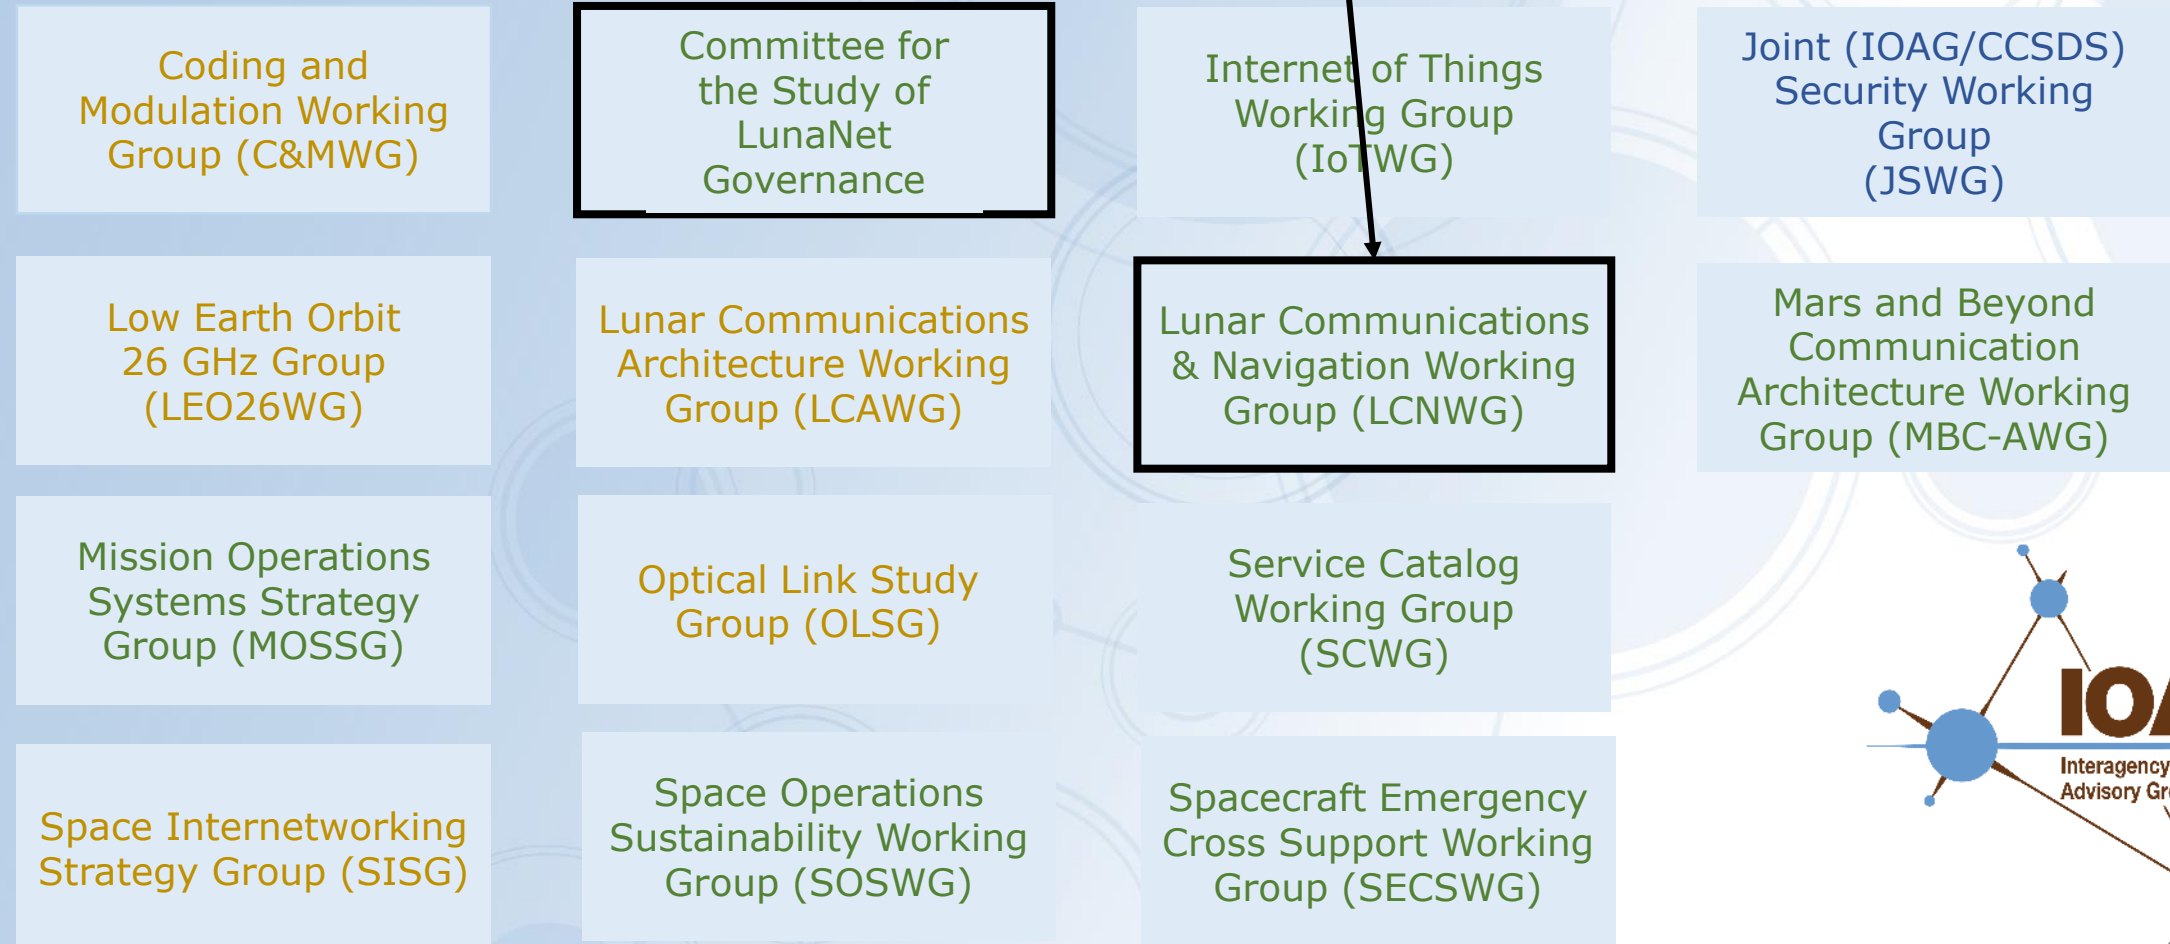 Coding and
Modulation Working
Group (C&MWG)
Committee for
the Study of
LunaNet
Governance
Internet of Things
Working Group
(IoTWG)
Joint (IOAG/CCSDS)
Security Working
Group
(JSWG)
Low Earth Orbit
26 GHz Group
(LEO26WG)
Lunar Communications
Architecture Working
Group (LCAWG)
Lunar Communications
& Navigation Working
Group (LCNWG)
Mars and Beyond
Communication
Architecture Working
Group (MBC-AWG)
Mission Operations
Systems Strategy
Group (MOSSG)
Optical Link Study
Group (OLSG)
Service Catalog
Working Group
(SCWG)
Space Internetworking
Strategy Group (SISG)
Space Operations
Sustainability Working
Group (SOSWG)
Spacecraft Emergency
Cross Support Working
Group (SECSWG)
Interagency
Advisory